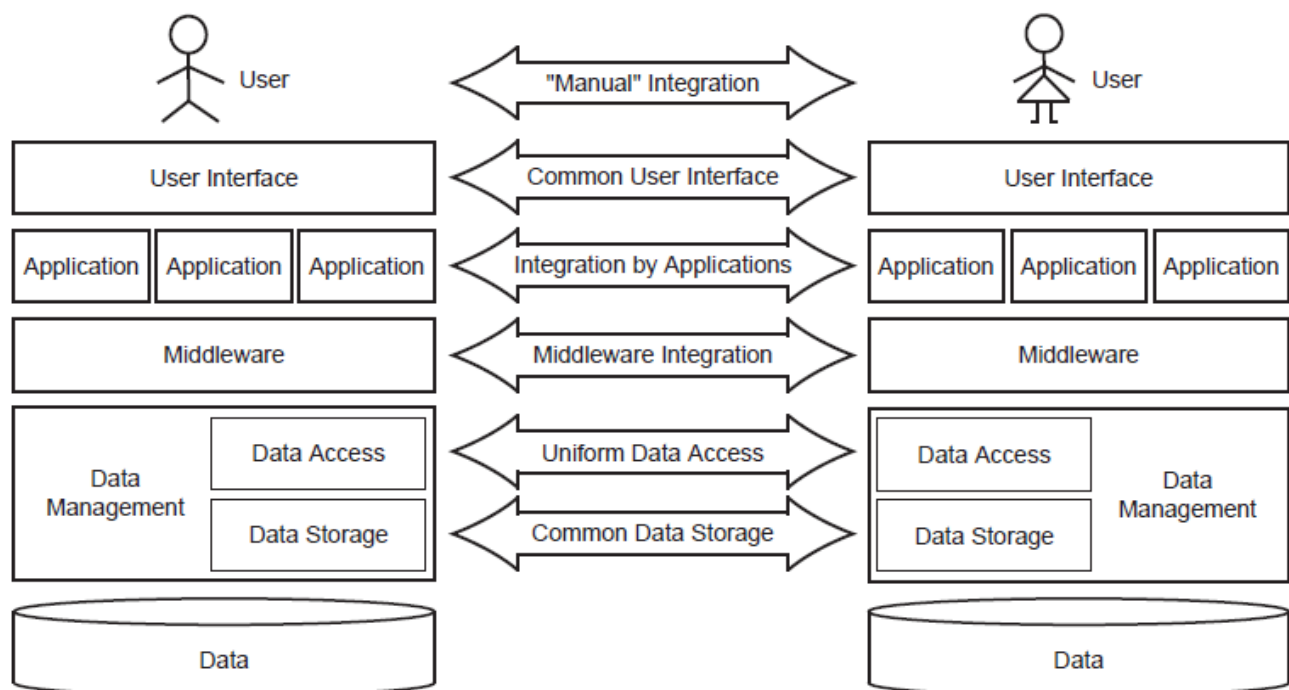 User
"Manual" Integration
User
User Interface
Common User Interface
User Interface
Application
Application
Application
Integration by Applications
Application
Application
Application
Middleware
Middleware Integration
Middleware
Data
Management
Data Access
Uniform Data Access
Data Access
Data
Management
Data Storage
Common Data Storage
Data Storage
Data
Data